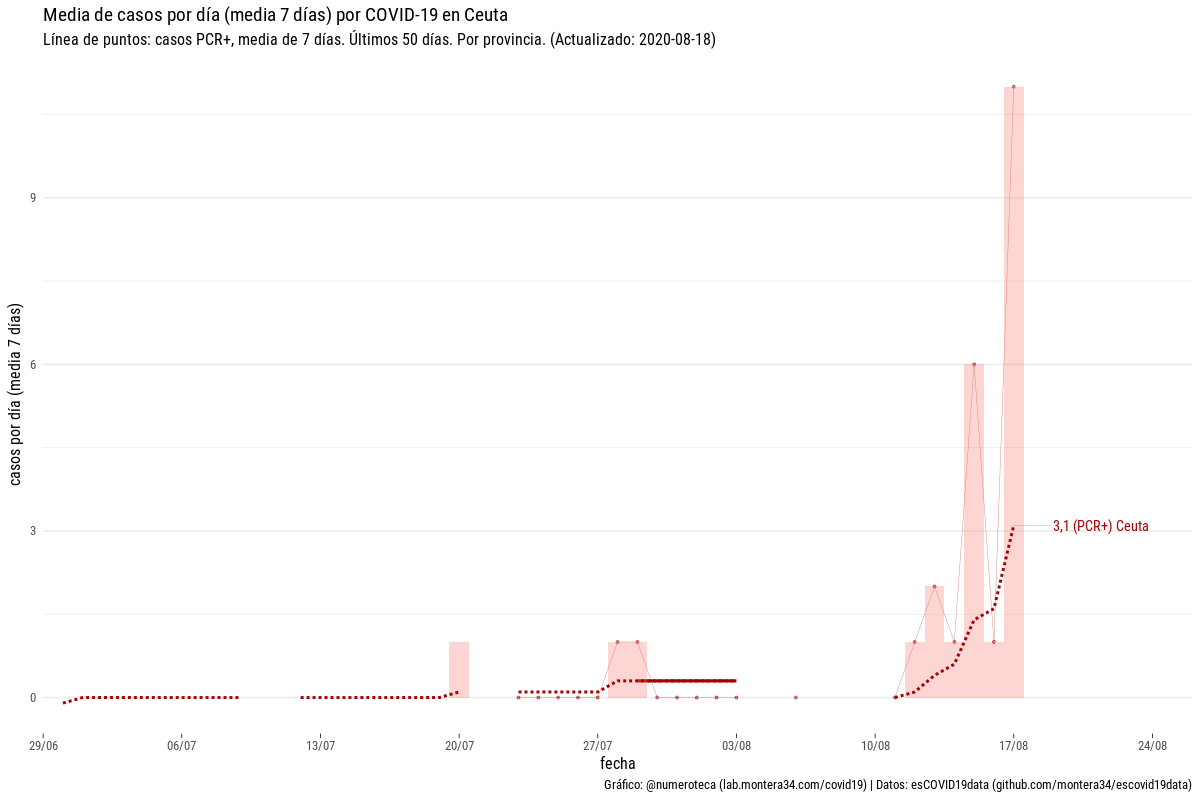 Media de casos por día (media 7 días) por COVID-19 en Ceuta
Línea de puntos: casos PCR+, media de 7 días. Últimos 50 días. Por provincia. (Actualizado: 2020-08-18)
casos por día (media 7 días)
9
6
3
0
3,1 (PCR+) Ceuta
29/06
06/07
13/07
20/07
27/07
03/08
10/08
17/08
24/08
fecha
Gráfico: @numeroteca (lab.montera34.com/covid19) | Datos: esCOVID19data (github.com/montera34/escovid19data)